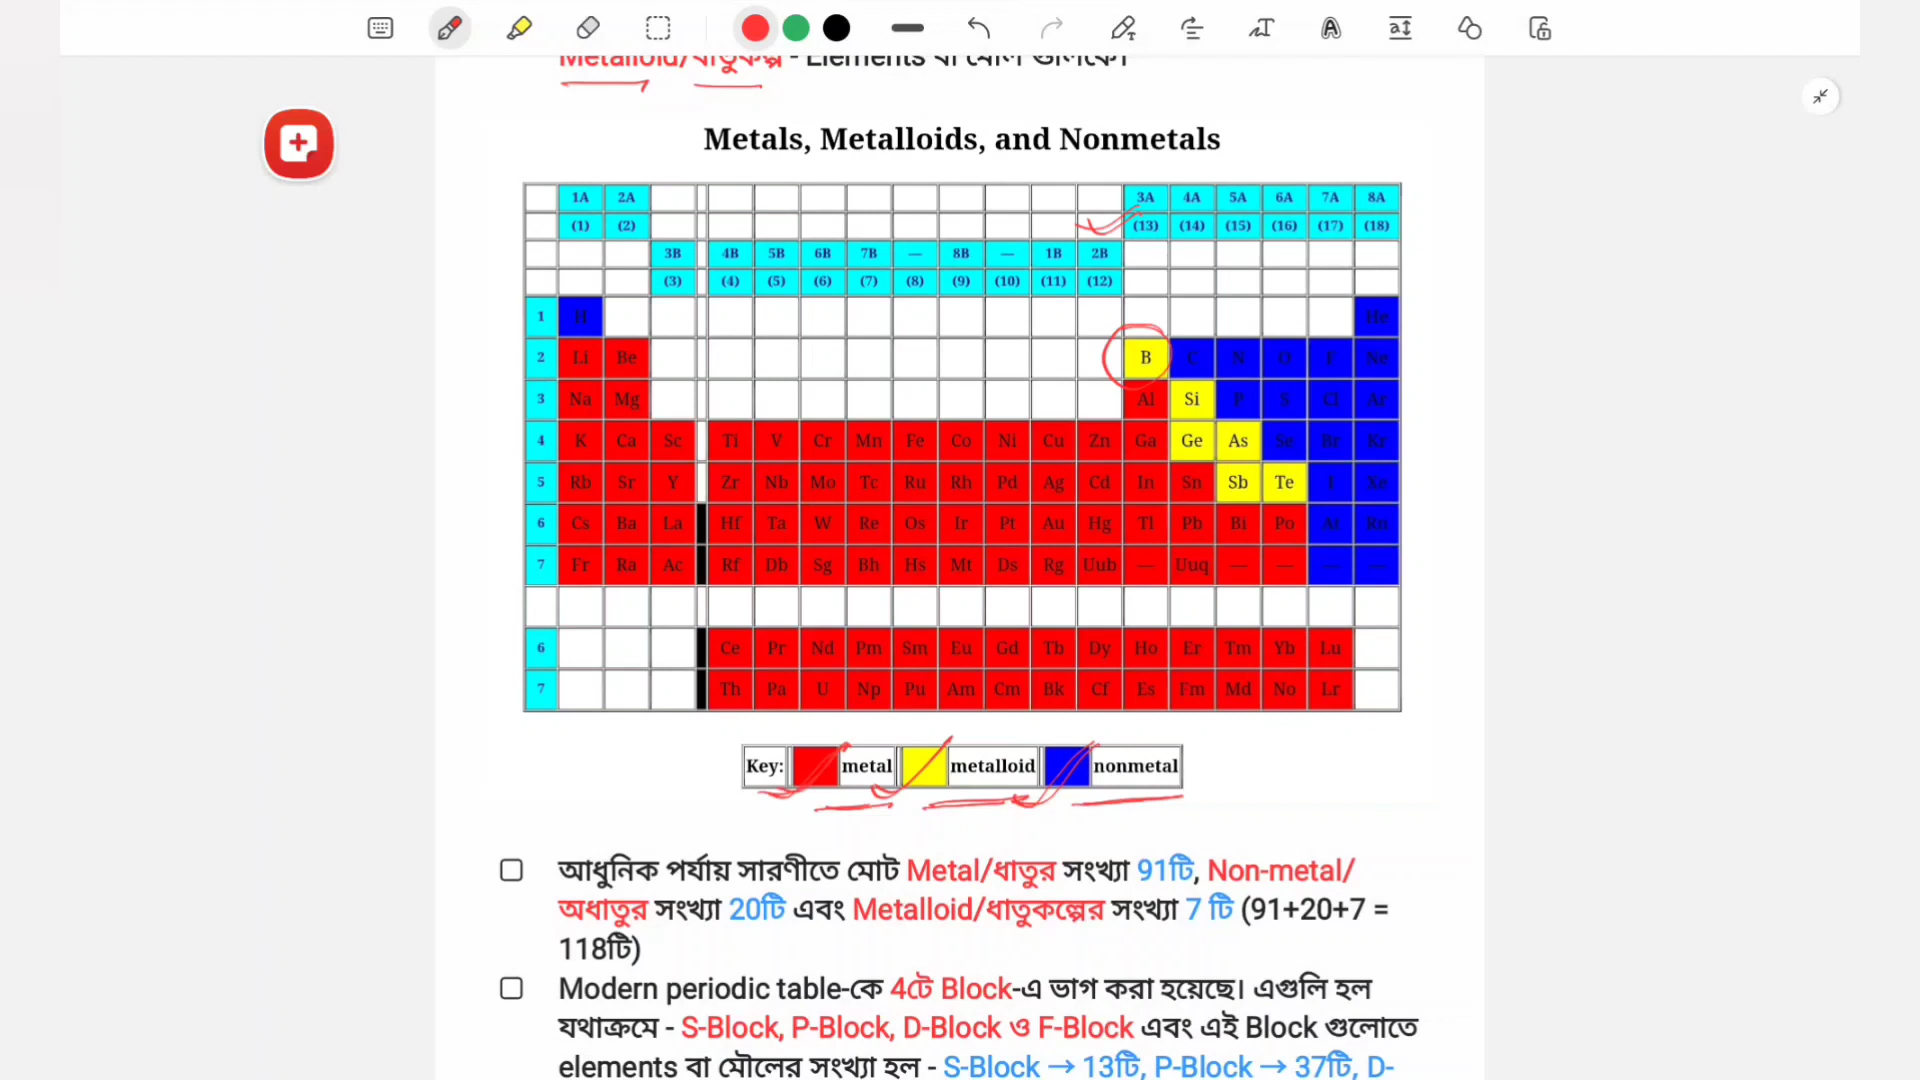 Metalloid/ধাতুকল্প - Elements বা মৌল গুলিকে।
Metals, Metalloids, and Nonmetals
1A 2A 3A 4A 5A 6A 7A 8A
(1) (2) (13) (14) (15) (16) (17) (18)
3B 4B 5B 6B 7B — 8B — 1B 2B
(3) (4) (5) (6) (7) (8) (9) (10) (11) (12)
1 H He
2 Li Be B C N O F Ne
3 Na Mg Al Si P S Cl Ar
4 K Ca Sc Ti V Cr Mn Fe Co Ni Cu Zn Ga Ge As Se Br Kr
5 Rb Sr Y Zr Nb Mo Tc Ru Rh Pd Ag Cd In Sn Sb Te I Xe
6 Cs Ba La Hf Ta W Re Os Ir Pt Au Hg Tl Pb Bi Po At Rn
7 Fr Ra Ac Rf Db Sg Bh Hs Mt Ds Rg Uub — Uuq — — — —
6 Ce Pr Nd Pm Sm Eu Gd Tb Dy Ho Er Tm Yb Lu
7 Th Pa U Np Pu Am Cm Bk Cf Es Fm Md No Lr
Key: metal metalloid nonmetal
আধুনিক পর্যায় সারণীতে মোট Metal/ধাতুর সংখ্যা 91টি, Non-metal/
অধাতুর সংখ্যা 20টি এবং Metalloid/ধাতুকল্পের সংখ্যা 7 টি (91+20+7 =
118টি)
Modern periodic table-কে 4টে Block-এ ভাগ করা হয়েছে। এগুলি হল
যথাক্রমে - S-Block, P-Block, D-Block ও F-Block এবং এই Block গুলোতে
elements বা মৌলের সংখ্যা হল - S-Block → 13টি, P-Block → 37টি, D-